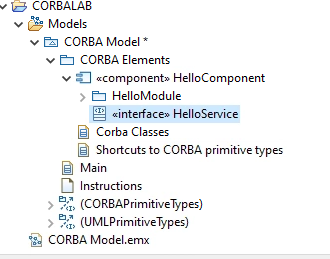 CORBALAB
Models
CORBA Model *
CORBA Elements
«component» HelloComponent
HelloModule
«interface» HelloService
Corba Classes
Shortcuts to CORBA primitive types
Main
Instructions
(CORBAPrimitiveTypes)
(UMLPrimitiveTypes)
CORBA Model.emx